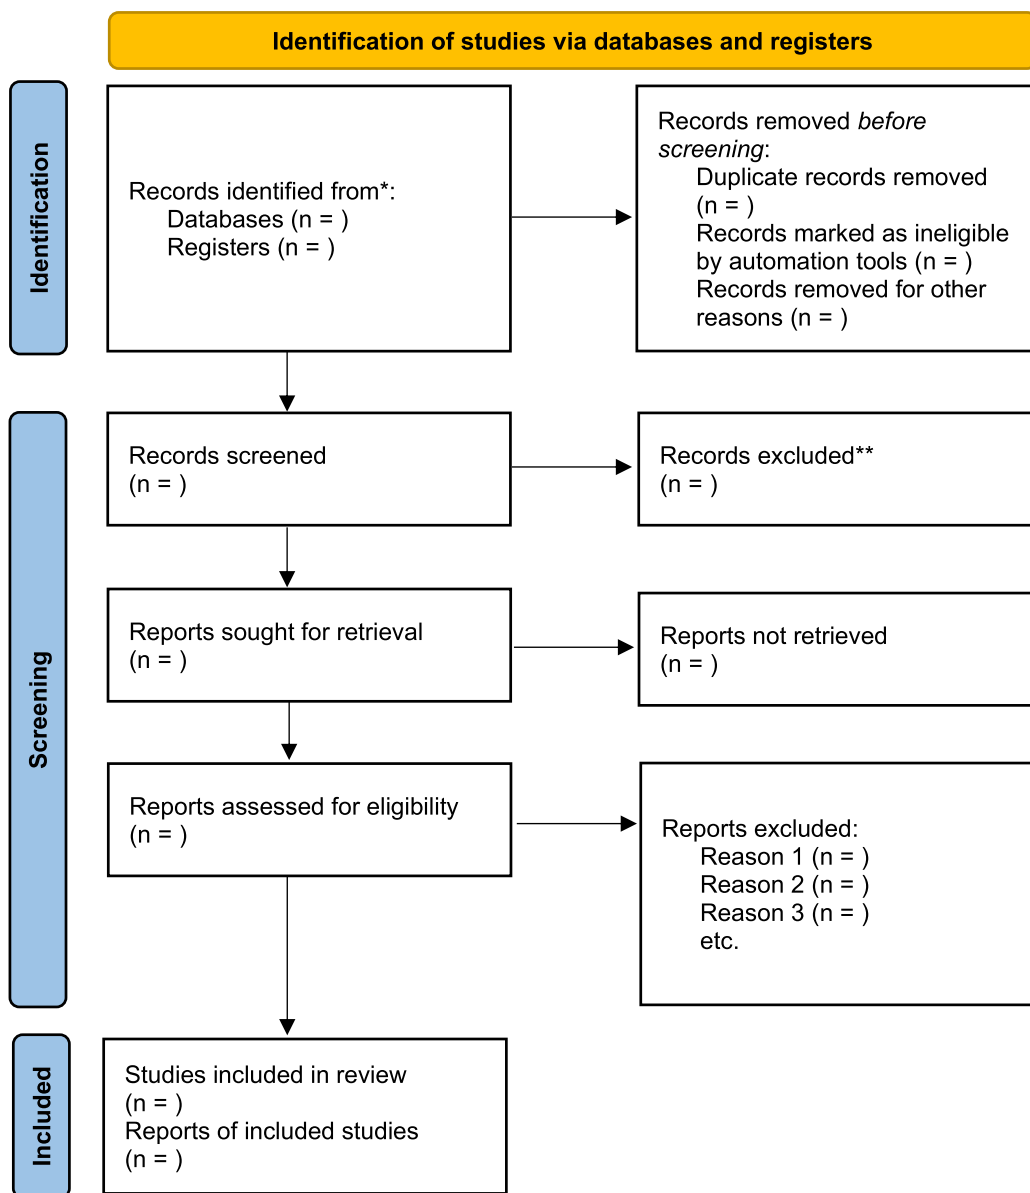 Identification of studies via databases and registers
Identification
Records identified from*:
Databases (n = )
Registers (n = )
Records removed before
screening:
Duplicate records removed
(n = )
Records marked as ineligible
by automation tools (n = )
Records removed for other
reasons (n = )
Screening
Records screened
(n = )
Records excluded**
(n = )
Reports sought for retrieval
(n = )
Reports not retrieved
(n = )
Reports assessed for eligibility
(n = )
Reports excluded:
Reason 1 (n = )
Reason 2 (n = )
Reason 3 (n = )
etc.
Included
Studies included in review
(n = )
Reports of included studies
(n = )